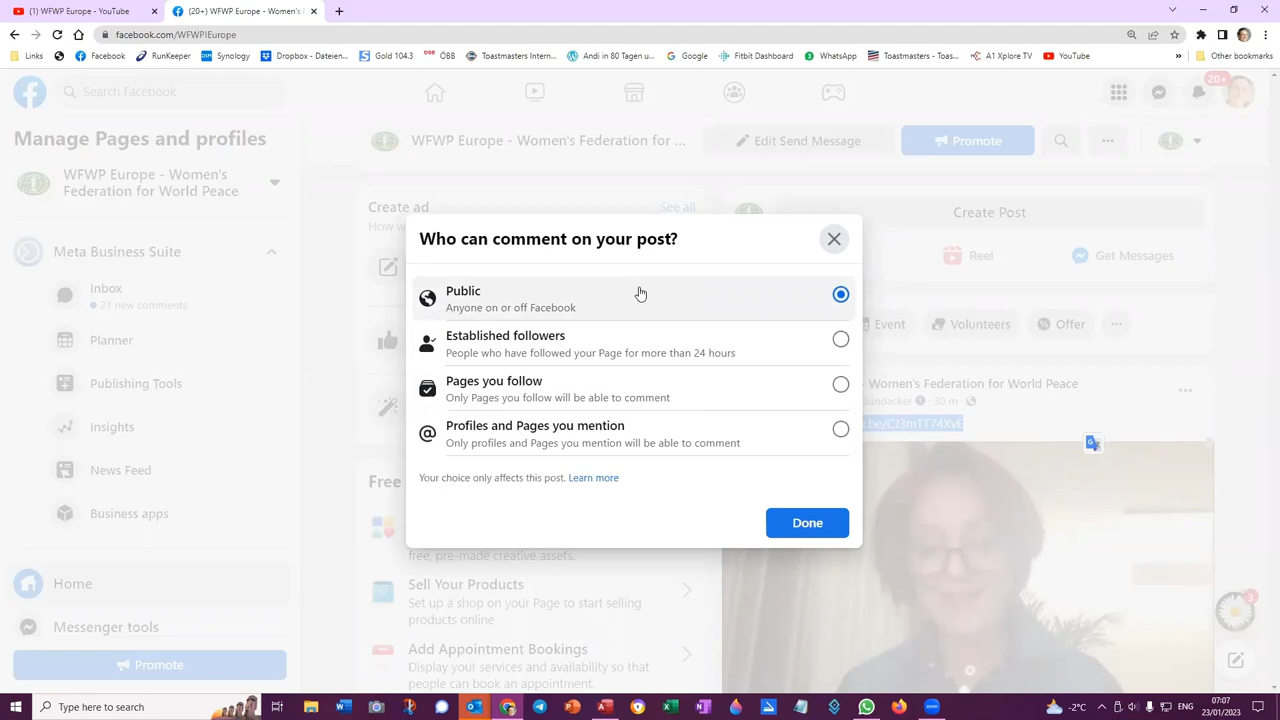 (1) WFWP Europe - YouTube
(20+) WFWP Europe - Women's F
facebook.com/WFWPIEurope
Links
Facebook
RunKeeper
Synology
Dropbox - Dateien...
Gold 104.3
ÖBB
Toastmasters Intern...
Andi in 80 Tagen u...
Google
Fitbit Dashboard
WhatsApp
Toastmasters - Toas...
A1 Xplore TV
YouTube
»
Other bookmarks
Search Facebook
20+
Manage Pages and profiles
WFWP Europe - Women's Federation for ...
Edit Send Message
Promote
WFWP Europe - Women's
Federation for World Peace
Create ad
See all
How w
Create Post
Reel
Get Messages
Meta Business Suite
Inbox
21 new comments
Planner
Publishing Tools
Insights
News Feed
Business apps
Home
Messenger tools
Promote
Who can comment on your post?
Public
Anyone on or off Facebook
Established followers
People who have followed your Page for more than 24 hours
Pages you follow
Only Pages you follow will be able to comment
@
Profiles and Pages you mention
Only profiles and Pages you mention will be able to comment
Your choice only affects this post. Learn more
Done
Event
Volunteers
Offer
Women's Federation for World Peace
undacker · 30 m ·
.be/CJ3mTT74XvE
Free
free, pre-made creative assets.
Sell Your Products
Set up a shop on your Page to start selling
products online
Add Appointment Bookings
Display your services and availability so that
people can book an appointment.
3
Type here to search
-2°C
07:07
23/01/2023